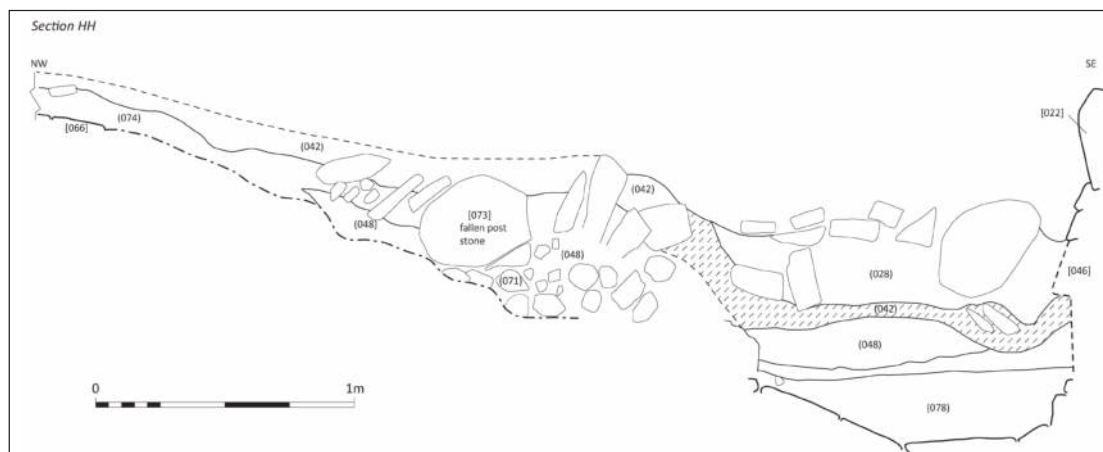 Section HH
NW
SE
[022]
(074)
[066]
(042)
(042)
[073]
fallen post
stone
(048)
(048)
(028)
[046]
(071)
(042)
(048)
0
1m
[078]